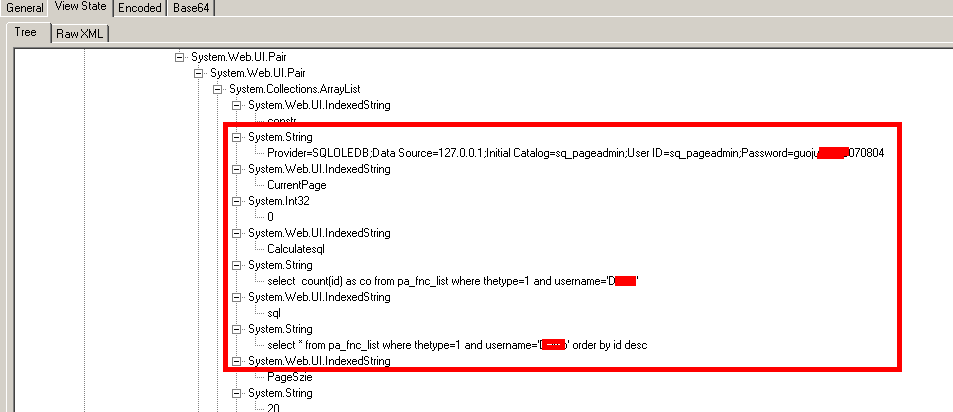 General View State Encoded Base64
Tree Raw XML
System.Web.UI.Pair
System.Web.UI.Pair
System.Collections.ArrayList
System.Web.UI.IndexedString
constr
System.String
Provider=SQLOLEDB;Data Source=127.0.0.1;Initial Catalog=sq_pageadmin;User ID=sq_pageadmin;Password=guoju 070804
System.Web.UI.IndexedString
CurrentPage
System.Int32
0
System.Web.UI.IndexedString
Calculatesql
System.String
select count(id) as co from pa_fnc_list where thetype=1 and username='D '
System.Web.UI.IndexedString
sql
System.String
select * from pa_fnc_list where thetype=1 and username=' ' order by id desc
System.Web.UI.IndexedString
PageSzie
System.String
20